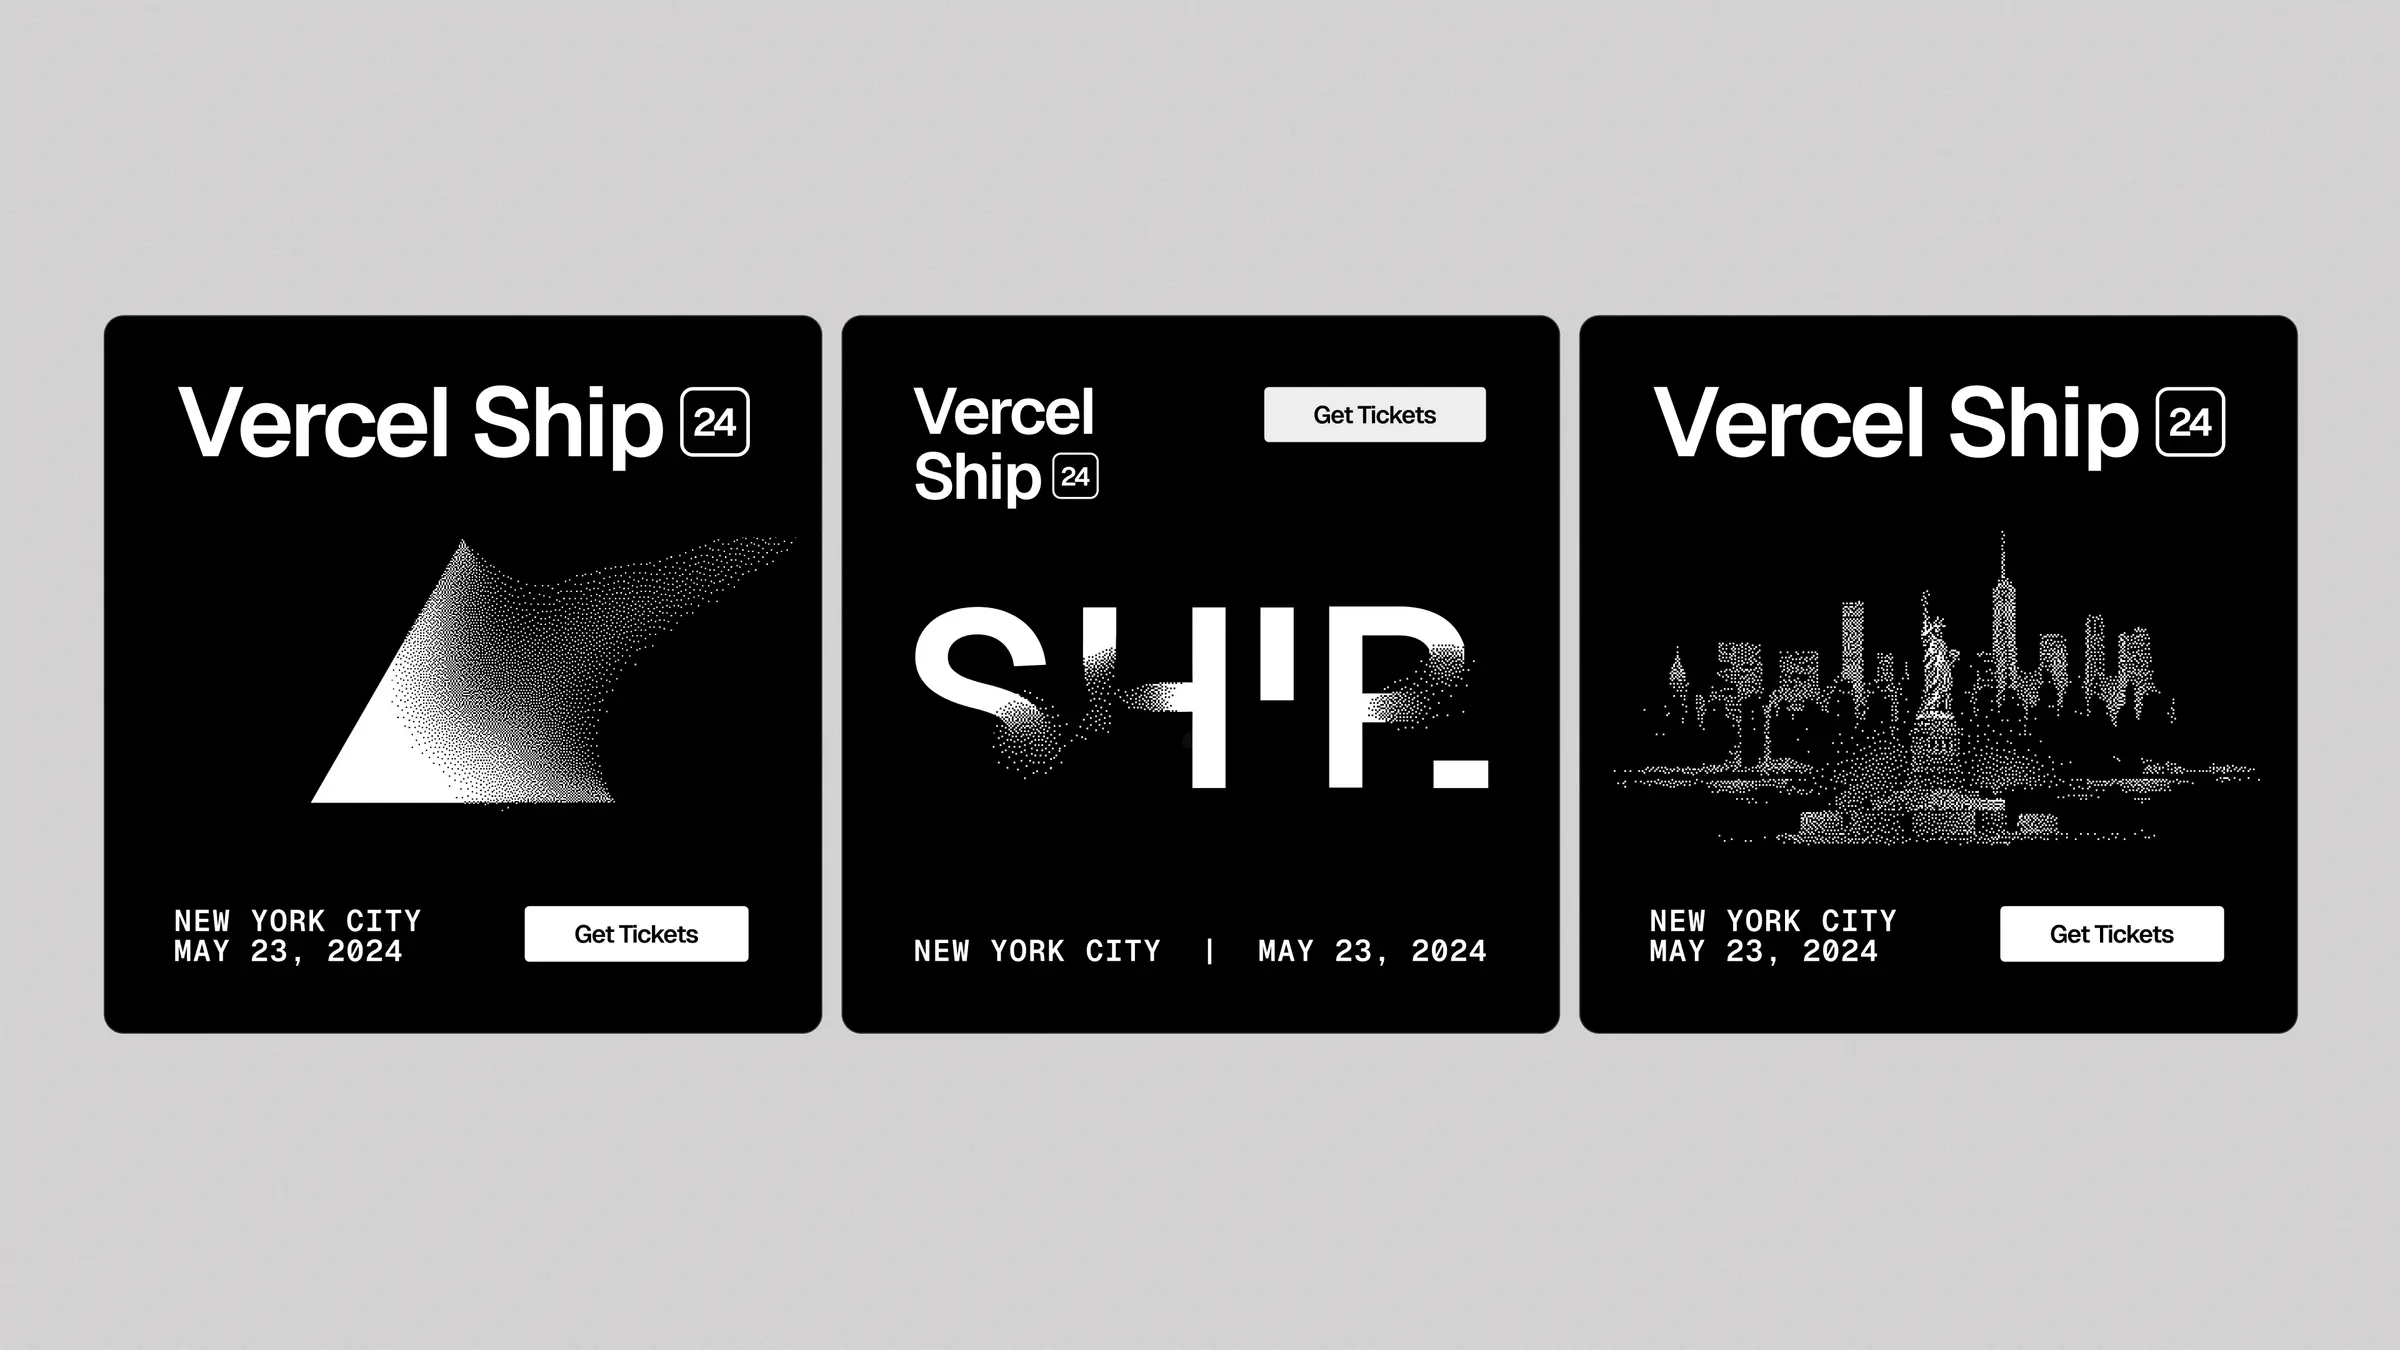 Vercel Ship 24
NEW YORK CITY
MAY 23, 2024
Get Tickets
Vercel
Ship 24
Get Tickets
SHIP
NEW YORK CITY | MAY 23, 2024
Vercel Ship 24
NEW YORK CITY
MAY 23, 2024
Get Tickets